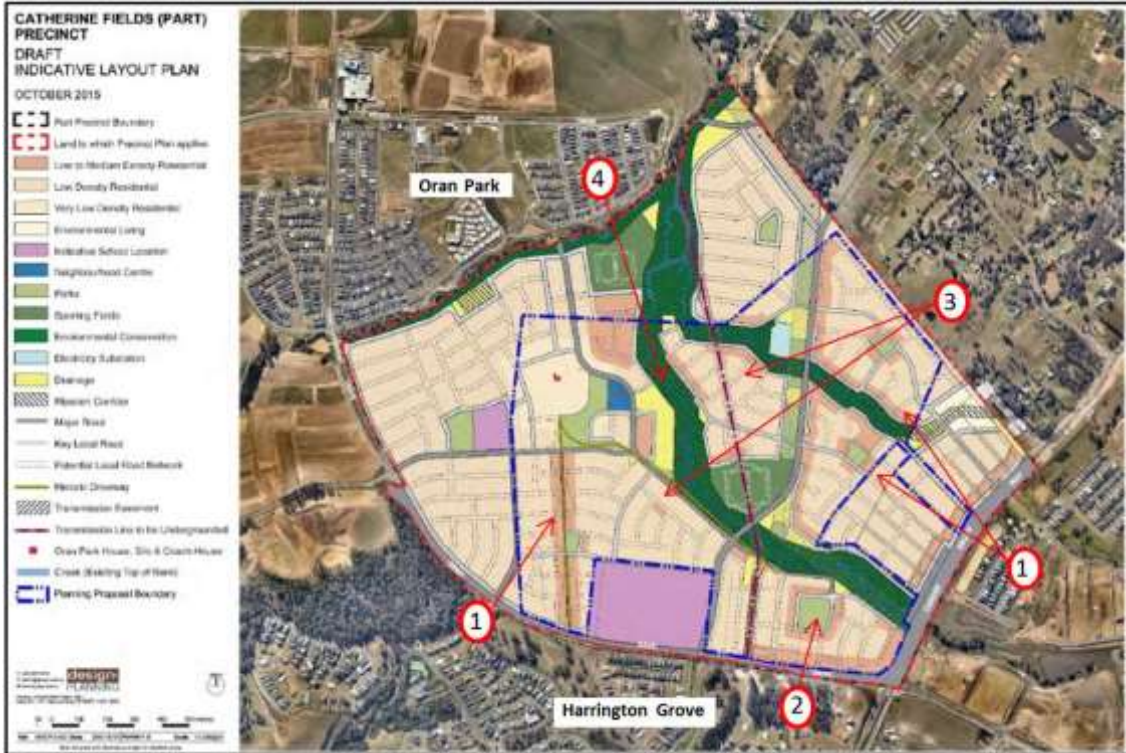 CATHERINE FIELDS (PART)
PRECINCT
DRAFT
INDICATIVE LAYOUT PLAN
OCTOBER 2015
Part Precinct Boundary
Land to which Precinct Plan applies
Low to Medium Density Residential
Low Density Residential
Very Low Density Residential
Environmental Living
Indicative School Location
Neighbourhood Centre
Parks
Sporting Fields
Environmental Conservation
Electricity Substation
Drainage
Corridor
Major Road
Key Local Road
Potential Local Road Network
Historic Driveway
Transmission Easement
Transmission Line to be Undergrounded
Oran Park House, Silo & Coach House
Creek (Existing Top of Bank)
Planning Proposal Boundary
design
PLANNING
Oran Park
4
3
1
1
2
Harrington Grove